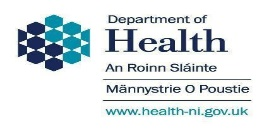 Department of
Health
An Roinn Sláinte
Männystrie O Poustie
www.health-ni.gov.uk